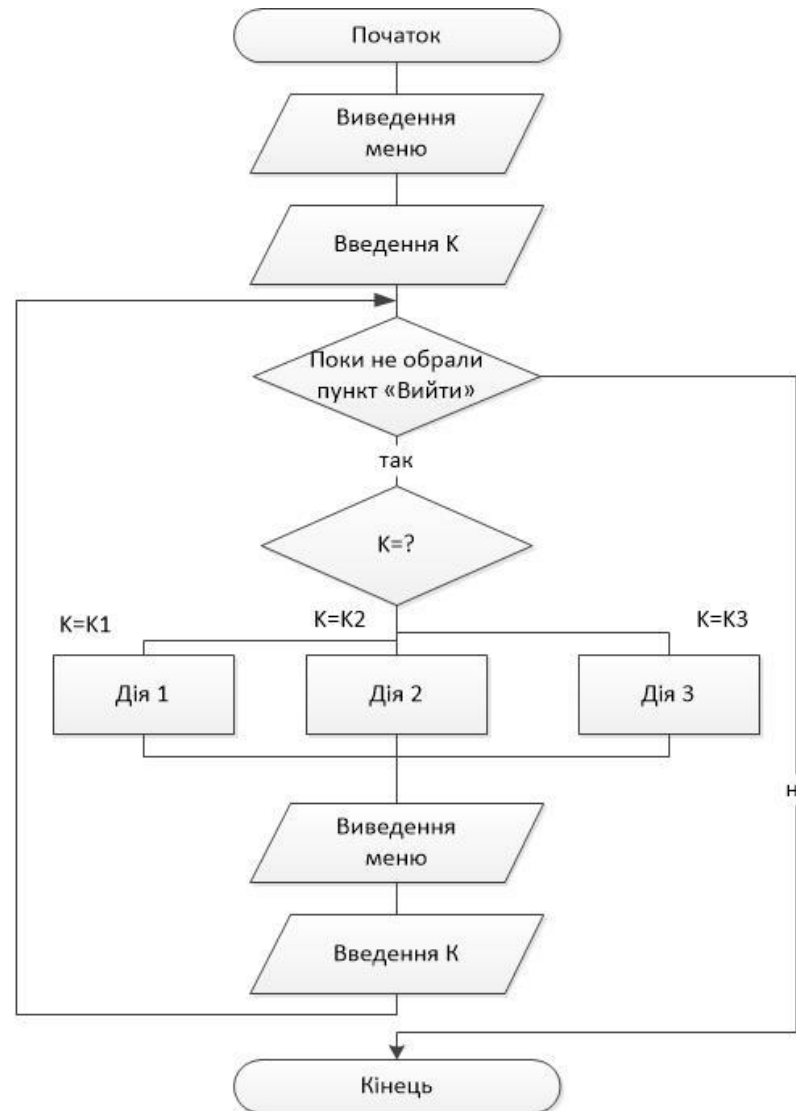 Початок
Виведення
меню
Введення К
Поки не обрали
пункт «Вийти»
так
К=?
К=К1
К=К2
К=К3
Дія 1
Дія 2
Дія 3
Виведення
меню
Введення К
Кінець